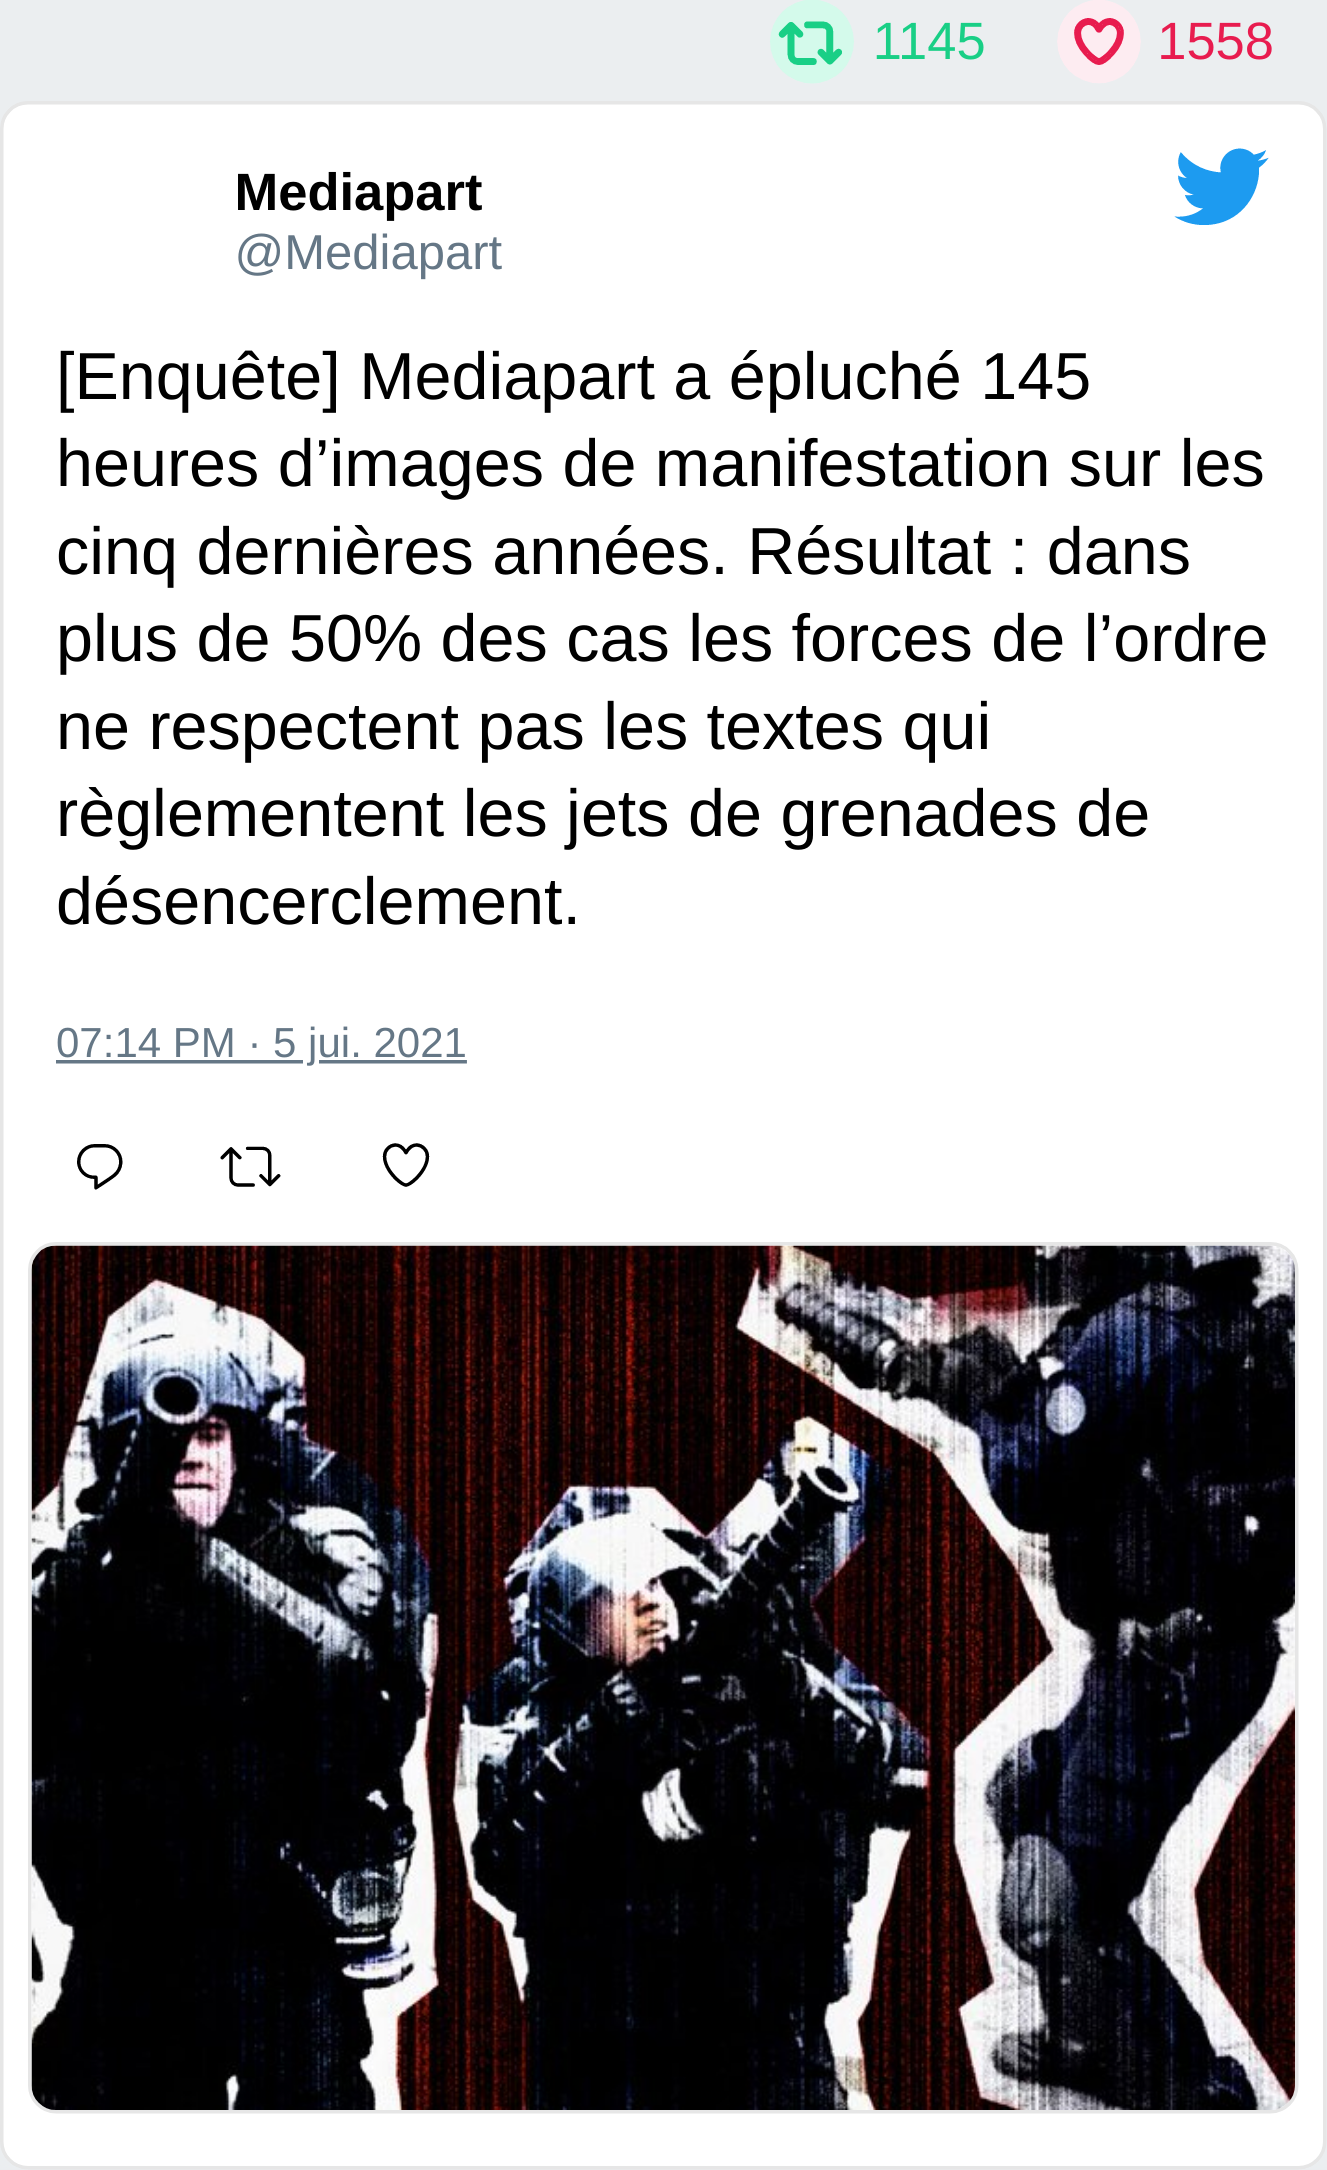 1145 1558
Mediapart
@Mediapart
[Enquête] Mediapart a épluché 145
heures d’images de manifestation sur les
cinq dernières années. Résultat : dans
plus de 50% des cas les forces de l’ordre
ne respectent pas les textes qui
règlementent les jets de grenades de
désencerclement.
07:14 PM · 5 jui. 2021